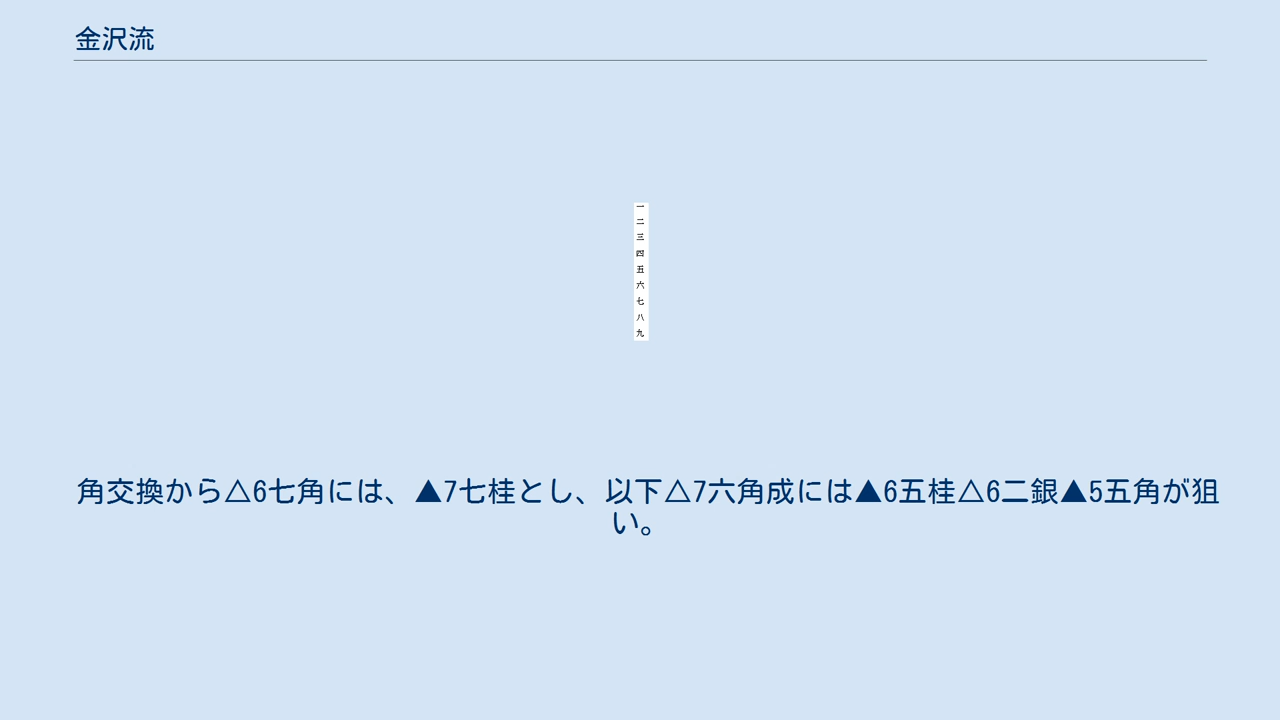 金沢流
一
二
三
四
五
六
七
八
九
角交換から△6七角には、▲7七桂とし、以下△7六角成には▲6五桂△6二銀▲5五角が狙
い。